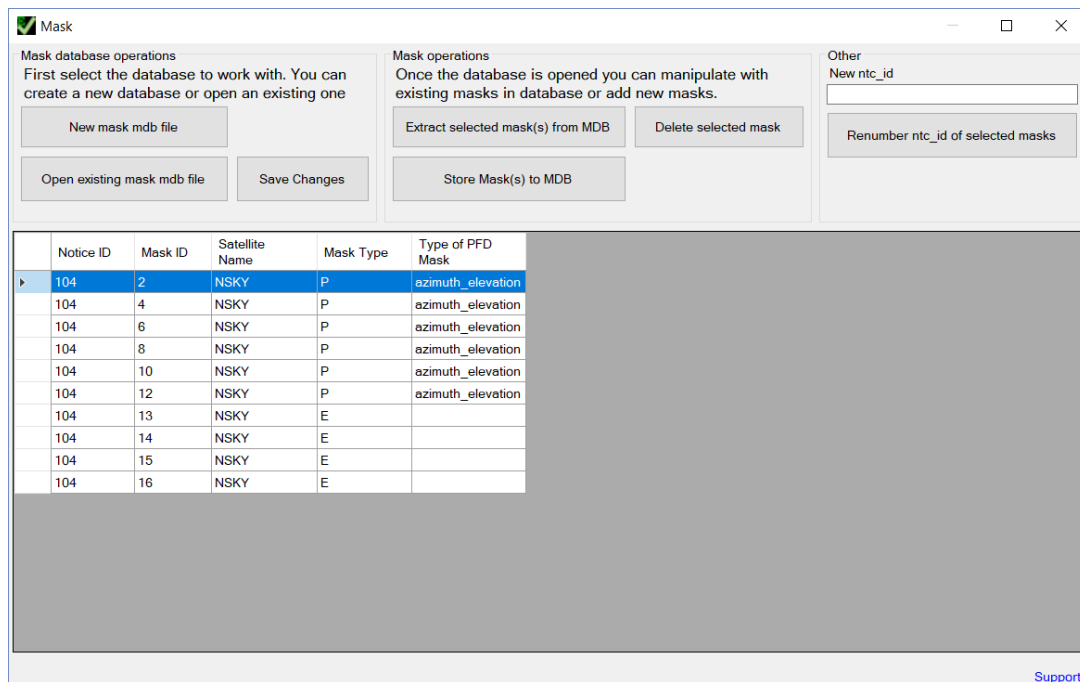 Mask
Mask database operations
First select the database to work with. You can
create a new database or open an existing one
New mask mdb file
Open existing mask mdb file
Save Changes
Mask operations
Once the database is opened you can manipulate with
existing masks in database or add new masks.
Extract selected mask(s) from MDB
Delete selected mask
Store Mask(s) to MDB
Other
New ntc_id
Renumber ntc_id of selected masks
Notice ID Mask ID Satellite Name Mask Type Type of PFD Mask
104 2 NSKY P azimuth_elevation
104 4 NSKY P azimuth_elevation
104 6 NSKY P azimuth_elevation
104 8 NSKY P azimuth_elevation
104 10 NSKY P azimuth_elevation
104 12 NSKY P azimuth_elevation
104 13 NSKY E
104 14 NSKY E
104 15 NSKY E
104 16 NSKY E
Support